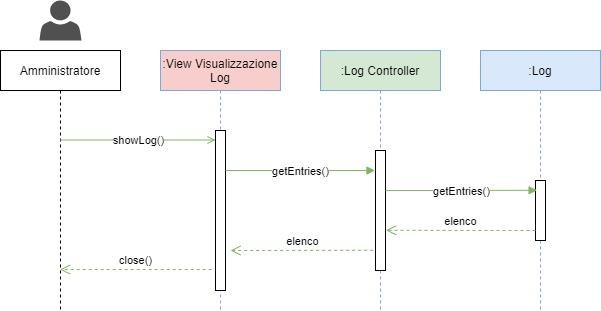 Amministratore
:View Visualizzazione
Log
:Log Controller
:Log
showLog()
getEntries()
getEntries()
elenco
elenco
close()